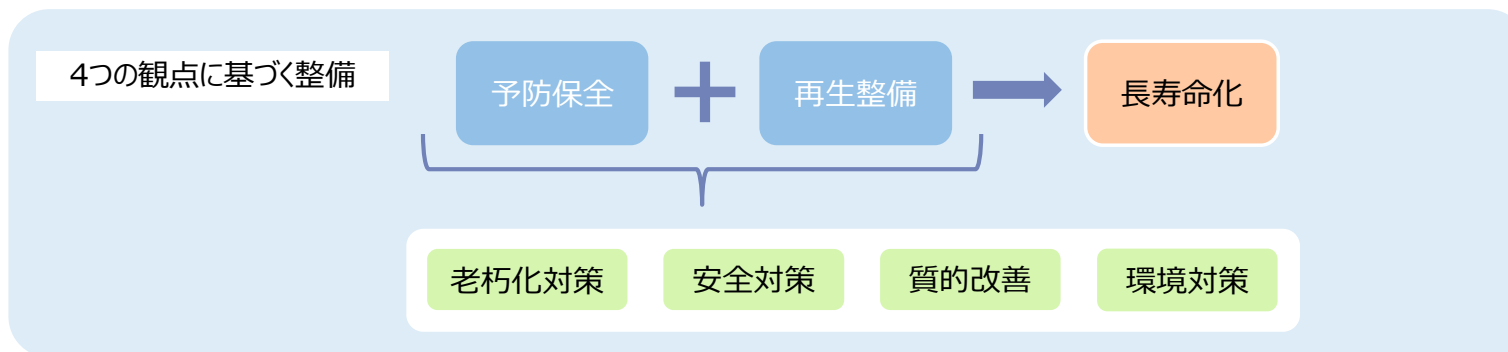 4つの観点に基づく整備
予防保全
再生整備
長寿命化
老朽化対策
安全対策
質的改善
環境対策